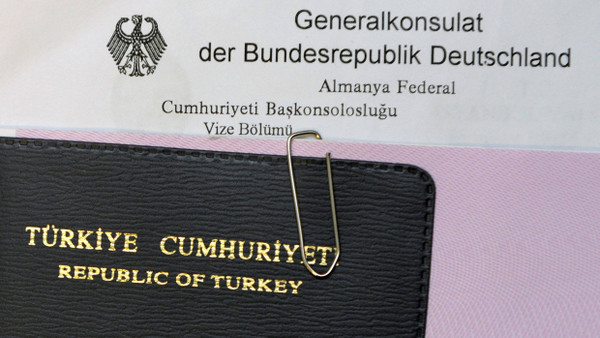 Generalkonsulat
der Bundesrepublik Deutschland
Almanya Federal
Cumhuriyeti Başkonsolosluğu
Vize Bölümü
TÜRKİYE CUMHURİYETİ
REPUBLIC OF TURKEY